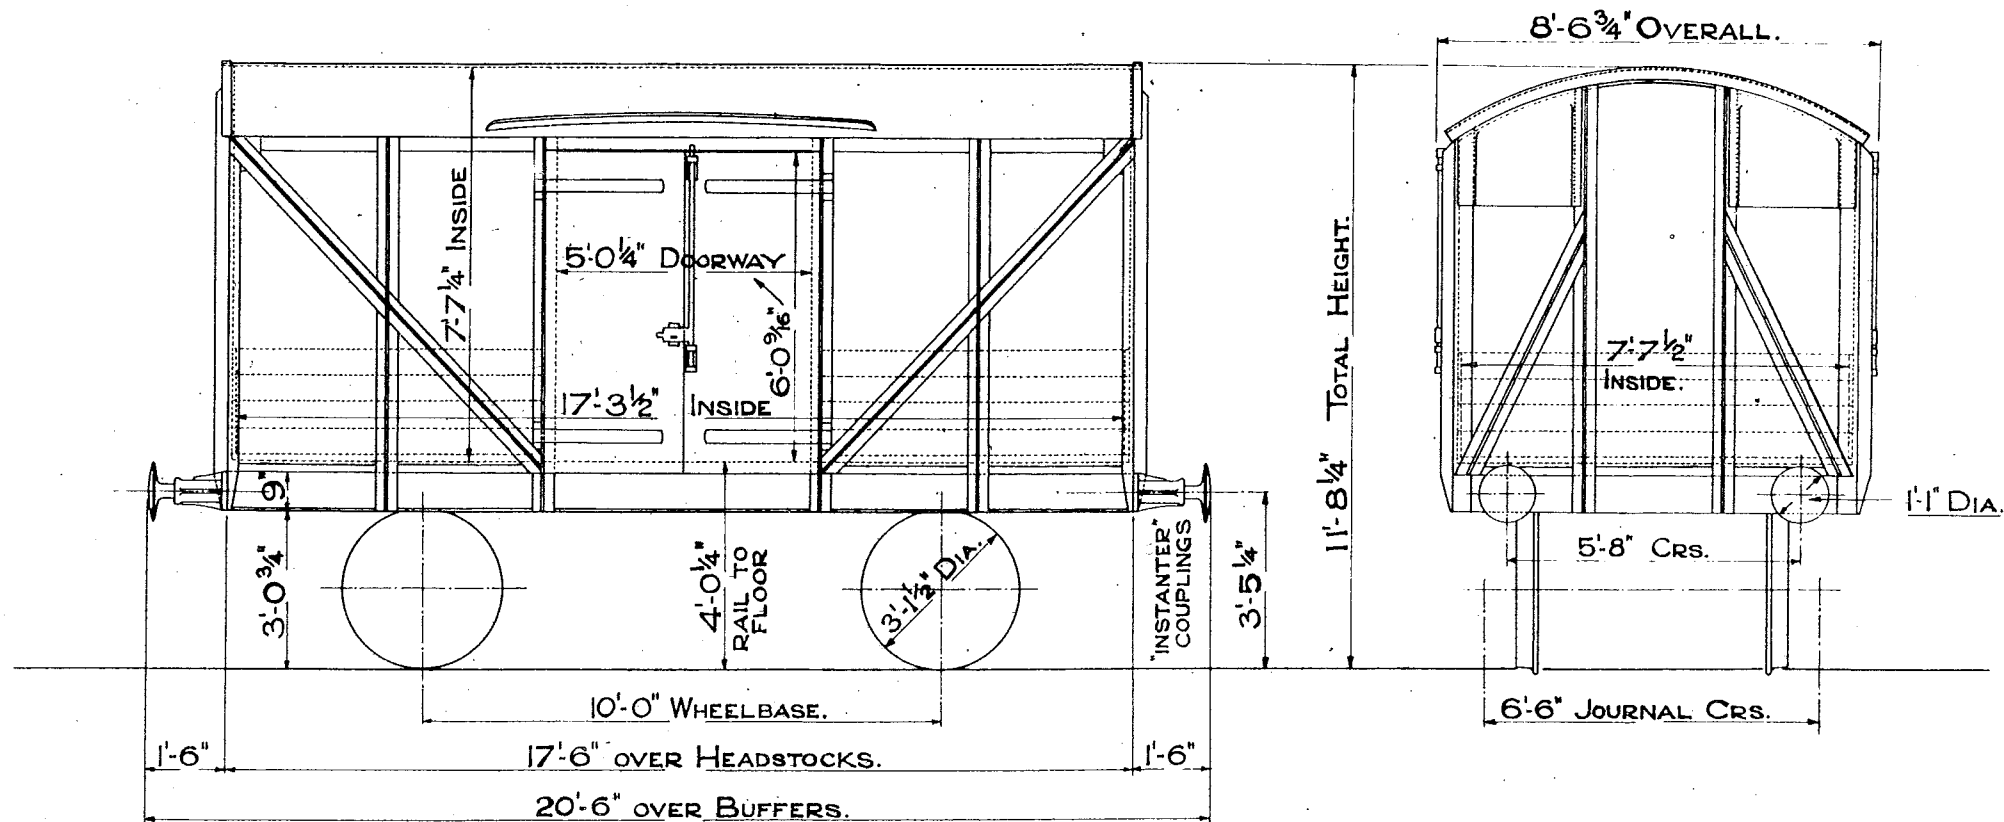 8'-6¾" OVERALL.
7'-7¼" INSIDE
5'-0¼" DOORWAY
6'-0 9/16"
17'-3½" INSIDE
9"
3'-0¾"
4'-0¼"
RAIL TO
FLOOR
3'-1½" DIA.
"INSTANTER"
COUPLINGS
3'-5¼"
11'-8¼" TOTAL HEIGHT.
7'-7½"
INSIDE.
1'-1" DIA.
5'-8" CRS.
10'-0" WHEELBASE.
6'-6" JOURNAL CRS.
1'-6"
17'-6" OVER HEADSTOCKS.
1'-6"
20'-6" OVER BUFFERS.